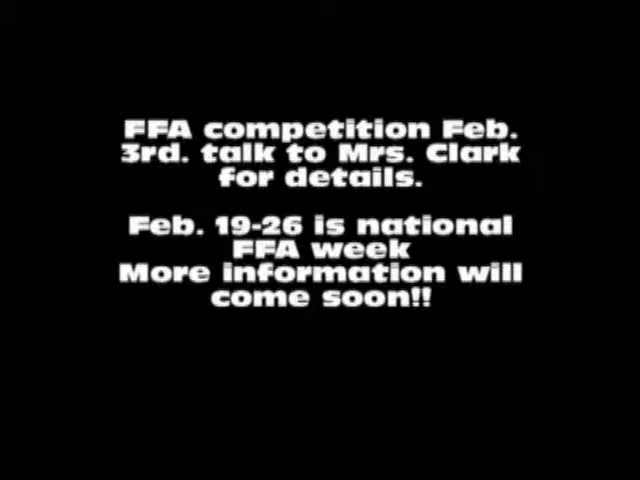 FFA competition Feb.
3rd. talk to Mrs. Clark
for details.
Feb. 19-26 is national
FFA week
More information will
come soon!!